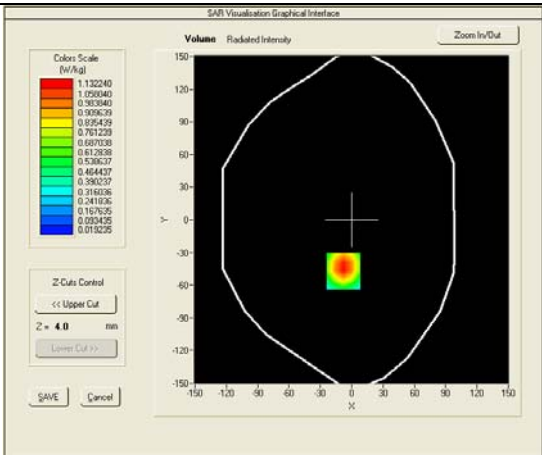 SAR Visualisation Graphical Interface
Volume Radiated Intensity
Zoom In/Out
Colors Scale
(W/kg)
1.132240
1.058040
0.983840
0.909639
0.835439
0.761239
0.687038
0.612838
0.538637
0.464437
0.390237
0.316036
0.241836
0.167635
0.093435
0.019235
Z-Cuts Control
<< Upper Cut
Z = 4.0 mm
Lower Cut >>
SAVE Cancel
150
120
90
60
30
0
-30
-60
-90
-120
-150
Y
-150 -120 -90 -60 -30 0 30 60 90 120 150
X